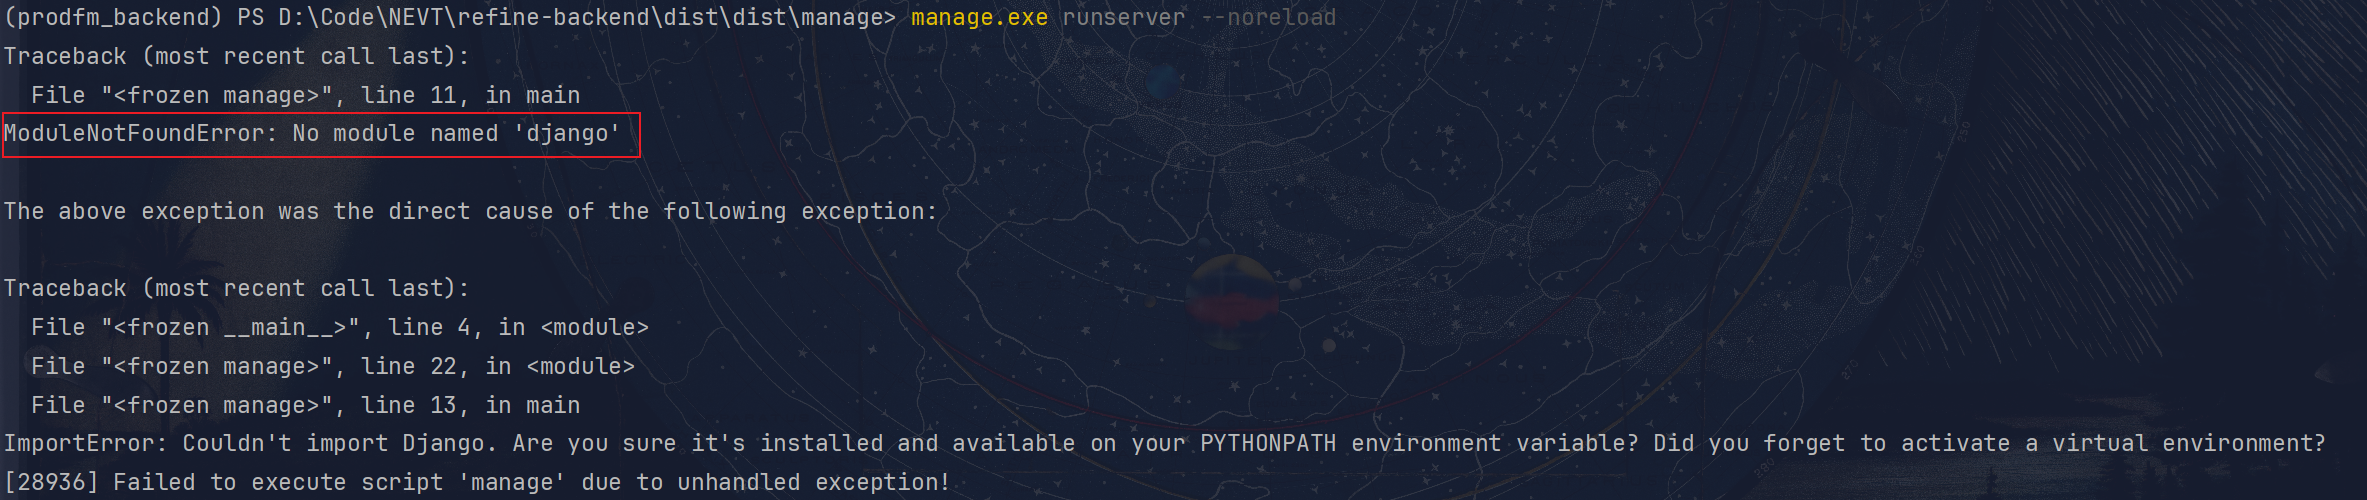 (prodfm_backend) PS D:\Code\NEVT\refine-backend\dist\dist\manage> manage.exe runserver --noreload
Traceback (most recent call last):
  File "<frozen manage>", line 11, in main
ModuleNotFoundError: No module named 'django'
The above exception was the direct cause of the following exception:
Traceback (most recent call last):
  File "<frozen __main__>", line 4, in <module>
  File "<frozen manage>", line 22, in <module>
  File "<frozen manage>", line 13, in main
ImportError: Couldn't import Django. Are you sure it's installed and available on your PYTHONPATH environment variable? Did you forget to activate a virtual environment?
[28936] Failed to execute script 'manage' due to unhandled exception!